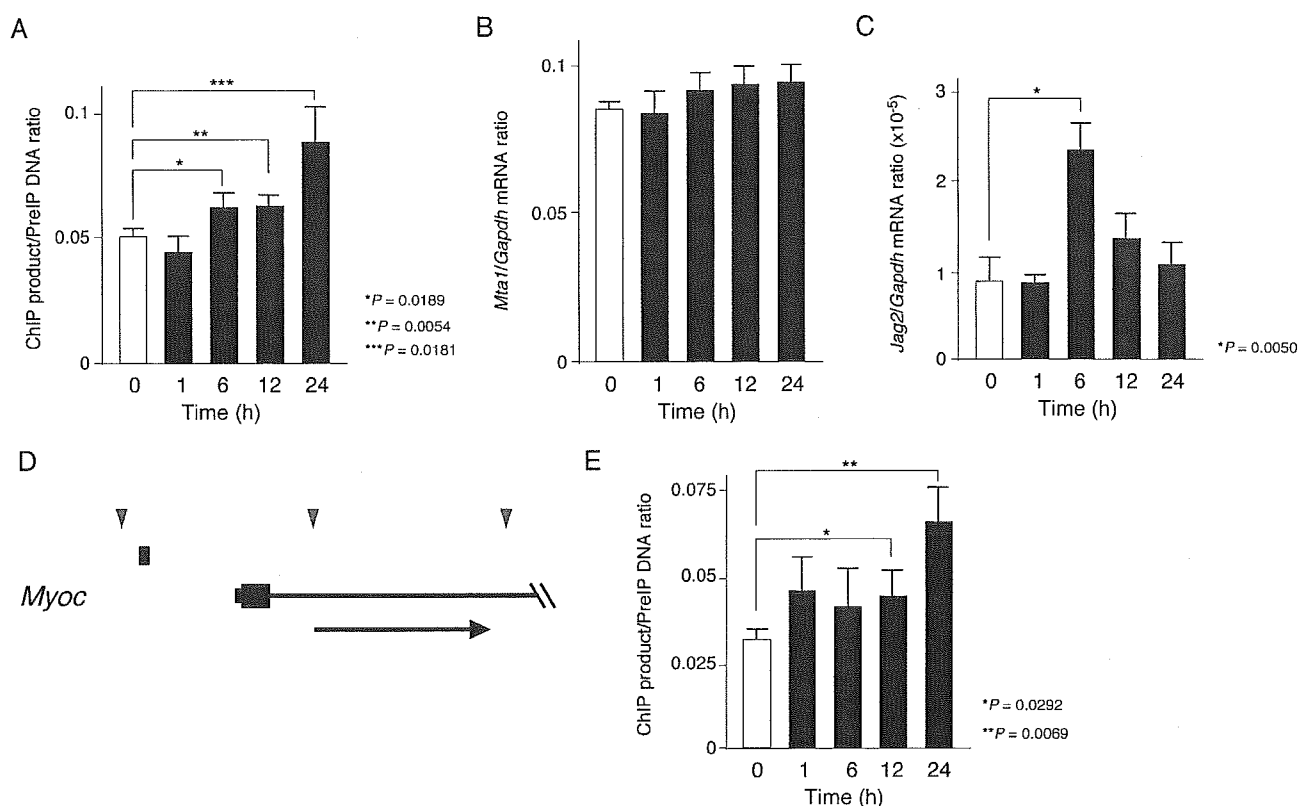 A
ChIP product/PreIP DNA ratio
0.1
0.05
0
***
**
*
0 1 6 12 24
Time (h)
*P = 0.0189
**P = 0.0054
***P = 0.0181
B
Mta1/Gapdh mRNA ratio
0.1
0.05
0
0 1 6 12 24
Time (h)
C
Jag2/Gapdh mRNA ratio (x10⁻⁵)
3
2
1
0
*
0 1 6 12 24
Time (h)
*P = 0.0050
D
Myoc
E
ChIP product/PreIP DNA ratio
0.075
0.05
0.025
0
**
*
0 1 6 12 24
Time (h)
*P = 0.0292
**P = 0.0069